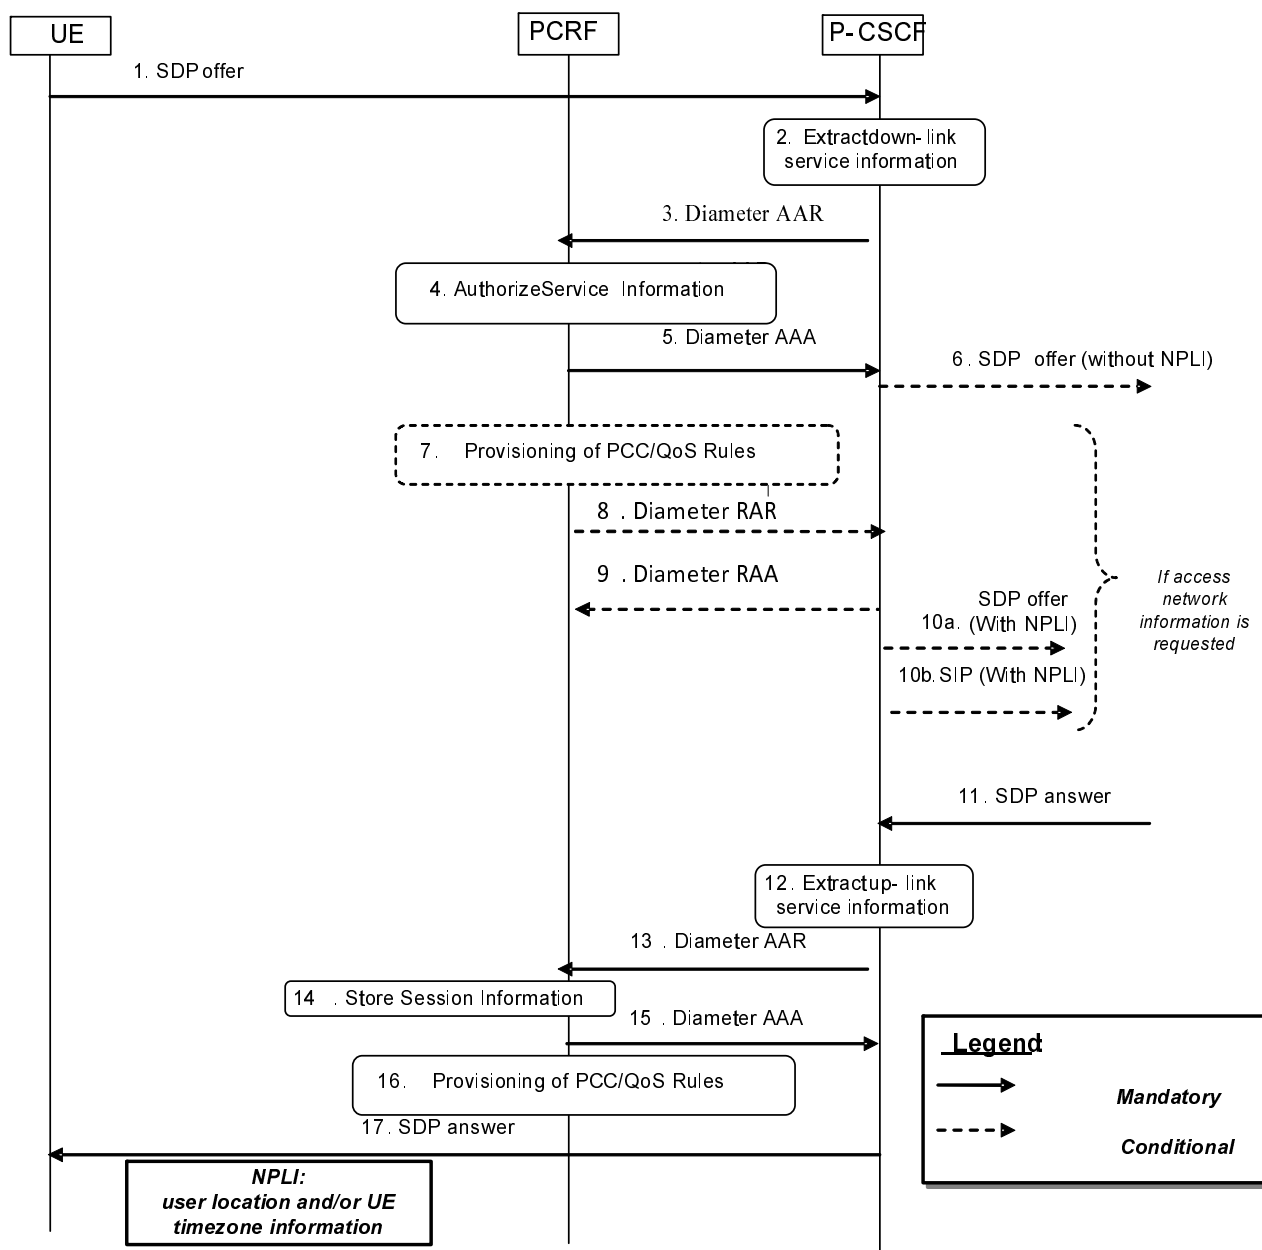 UE
PCRF
P-CSCF
1. SDP offer
2. Extractdown-link
service information
3. Diameter AAR
4. AuthorizeService Information
5. Diameter AAA
6. SDP offer (without NPLI)
7. Provisioning of PCC/QoS Rules
8. Diameter RAR
9. Diameter RAA
If access
network
information is
requested
SDP offer
10a. (With NPLI)
10b. SIP (With NPLI)
11. SDP answer
12. Extractup-link
service information
13. Diameter AAR
14. Store Session Information
15. Diameter AAA
16. Provisioning of PCC/QoS Rules
17. SDP answer
Legend:
Mandatory
Conditional
NPLI:
user location and/or UE
timezone information